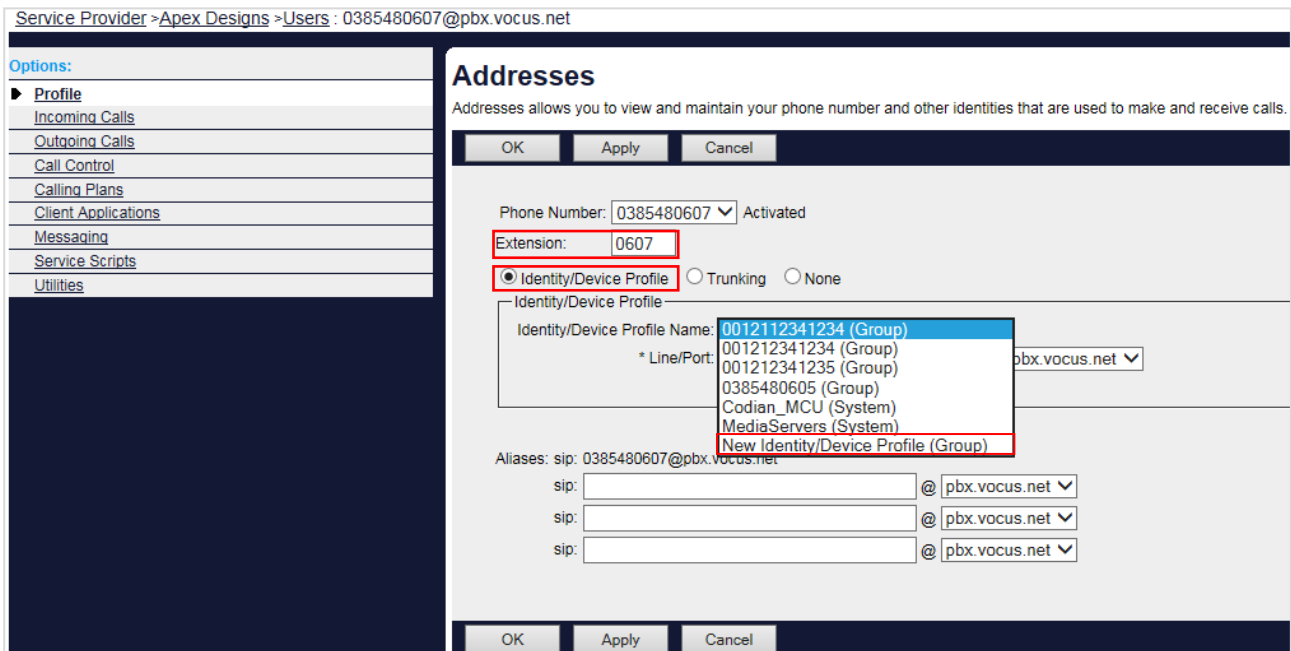 Service Provider >Apex Designs >Users : 0385480607@pbx.vocus.net
Options:
Profile
Incoming Calls
Outgoing Calls
Call Control
Calling Plans
Client Applications
Messaging
Service Scripts
Utilities
Addresses
Addresses allows you to view and maintain your phone number and other identities that are used to make and receive calls.
OK Apply Cancel
Phone Number: 0385480607 Activated
Extension: 0607
Identity/Device Profile Trunking None
Identity/Device Profile
Identity/Device Profile Name: 0012112341234 (Group)
001212341234 (Group)
* Line/Port: 001212341235 (Group) pbx.vocus.net
0385480605 (Group)
Codian_MCU (System)
MediaServers (System)
New Identity/Device Profile (Group)
Aliases: sip: 0385480607@pbx.vocus.net
sip: @ pbx.vocus.net
sip: @ pbx.vocus.net
sip: @ pbx.vocus.net
OK Apply Cancel